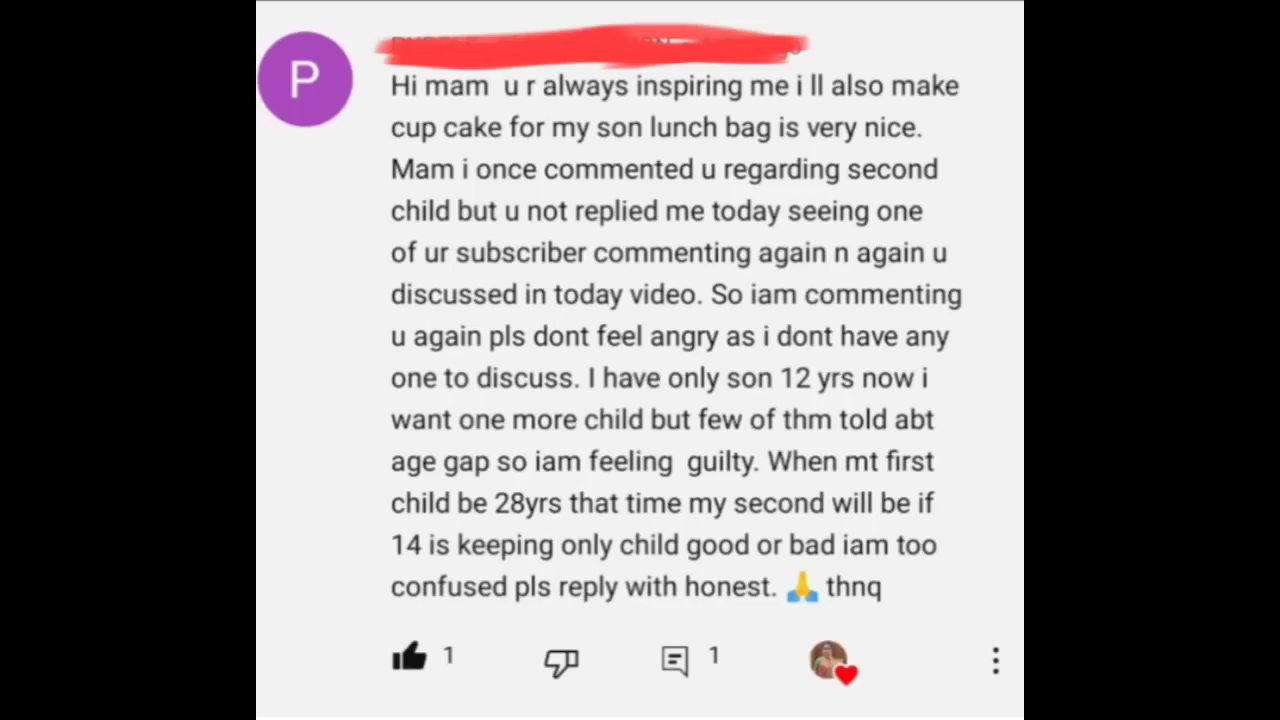 P
Hi mam u r always inspiring me i ll also make
cup cake for my son lunch bag is very nice.
Mam i once commented u regarding second
child but u not replied me today seeing one
of ur subscriber commenting again n again u
discussed in today video. So iam commenting
u again pls dont feel angry as i dont have any
one to discuss. I have only son 12 yrs now i
want one more child but few of thm told abt
age gap so iam feeling guilty. When mt first
child be 28yrs that time my second will be if
14 is keeping only child good or bad iam too
confused pls reply with honest. 🙏 thnq
1
1